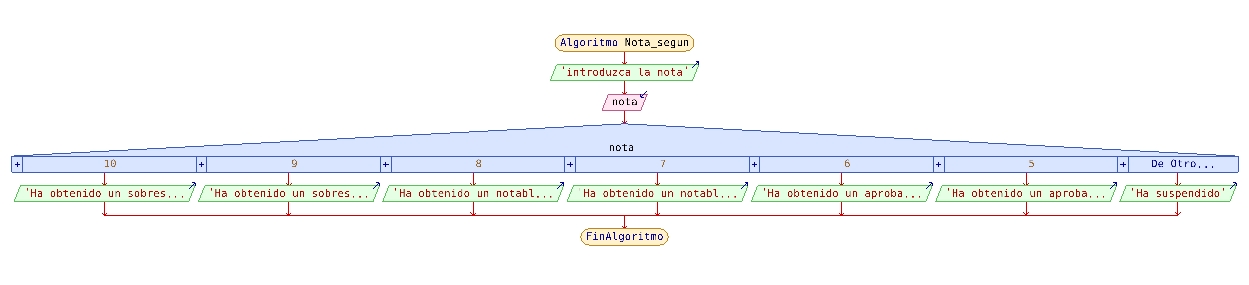 Algoritmo Nota_segun
'introduzca la nota'
nota
nota
+ 10 + 9 + 8 + 7 + 6 + 5 + De Otro...
'Ha obtenido un sobres... 'Ha obtenido un sobres... 'Ha obtenido un notabl... 'Ha obtenido un notabl... 'Ha obtenido un aproba... 'Ha obtenido un aproba... 'Ha suspendido'
FinAlgoritmo